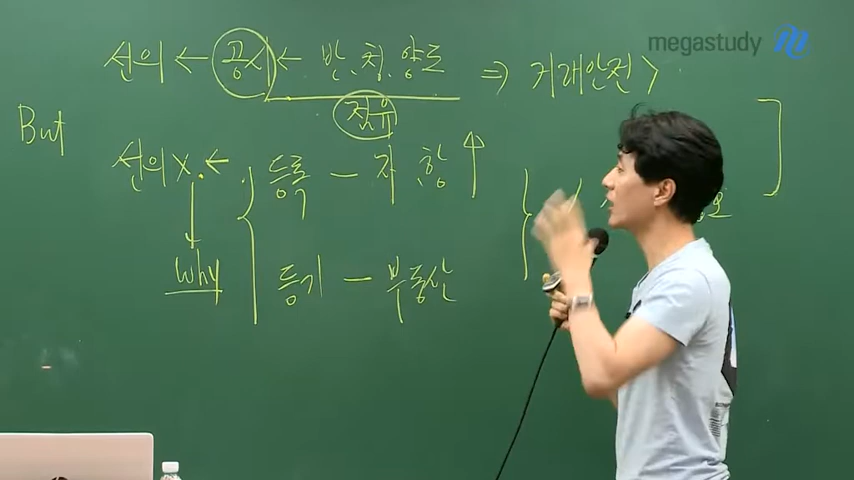 megastudy
선의 ← 공시 ← 반.청.양도 ⇒ 거래안전 >
점유
But
선의 X. ← 등록 - 자.항 ↑
why
등기 - 부동산